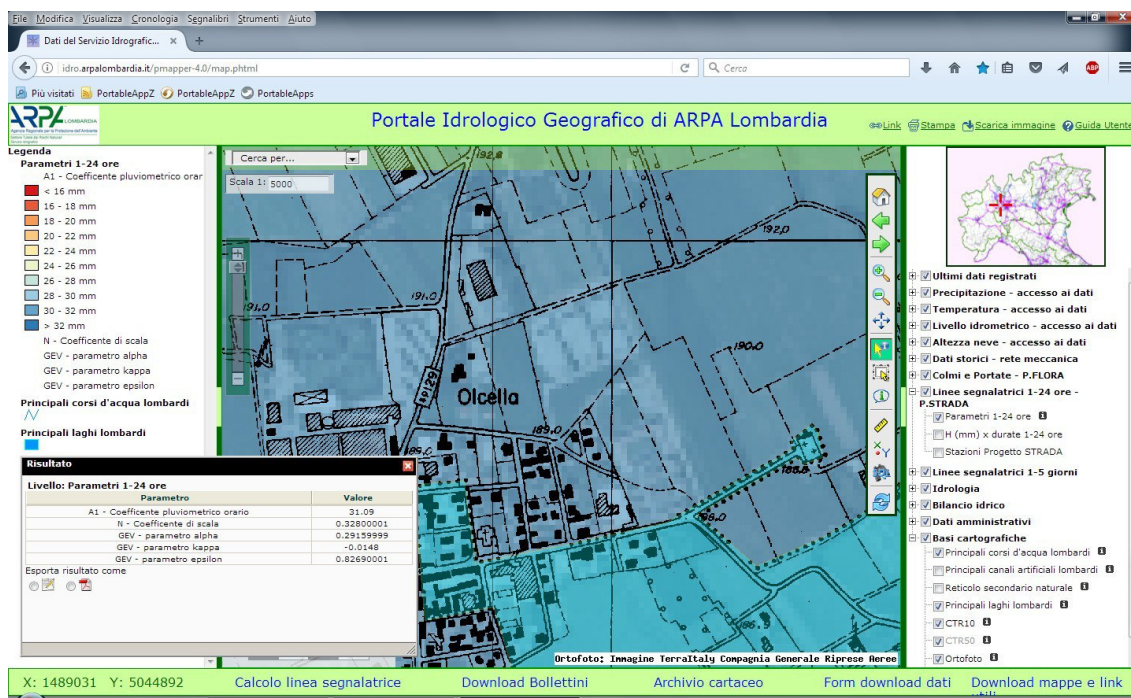 File Modifica Visualizza Cronologia Segnalibri Strumenti Aiuto
Dati del Servizio Idrografic... × +
idro.arpalombardia.it/pmapper-4.0/map.phtml
Cerca
ABP
Più visitati PortableAppZ PortableAppZ PortableApps
ARPA LOMBARDIA
Portale Idrologico Geografico di ARPA Lombardia
Link Stampa Scarica immagine Guida Utente
Legenda
Parametri 1-24 ore
A1 - Coefficente pluviometrico orar
< 16 mm
16 - 18 mm
18 - 20 mm
20 - 22 mm
22 - 24 mm
24 - 26 mm
26 - 28 mm
28 - 30 mm
30 - 32 mm
> 32 mm
N - Coefficente di scala
GEV - parametro alpha
GEV - parametro kappa
GEV - parametro epsilon
Principali corsi d'acqua lombardi
Principali laghi lombardi
Cerca per...
Scala 1: 5000
192,8
192,0
191,0
191,0
190,0
SP129
Olcella
189,0
189,0
188,8
188,0
186,9
Risultato
Livello: Parametri 1-24 ore
Parametro Valore
A1 - Coefficente pluviometrico orario 31.09
N - Coefficente di scala 0.32800001
GEV - parametro alpha 0.29159999
GEV - parametro kappa -0.0148
GEV - parametro epsilon 0.82690001
Esporta risultato come
Ortofoto: Immagine TerraItaly Compagnia Generale Riprese Aeree
Ultimi dati registrati
Precipitazione - accesso ai dati
Temperatura - accesso ai dati
Livello idrometrico - accesso ai dati
Altezza neve - accesso ai dati
Dati storici - rete meccanica
Colmi e Portate - P.FLORA
Linee segnalatrici 1-24 ore -
P.STRADA
Parametri 1-24 ore
H (mm) x durate 1-24 ore
Stazioni Progetto STRADA
Linee segnalatrici 1-5 giorni
Idrologia
Bilancio idrico
Dati amministrativi
Basi cartografiche
Principali corsi d'acqua lombardi
Principali canali artificiali lombardi
Reticolo secondario naturale
Principali laghi lombardi
CTR10
CTR50
Ortofoto
X: 1489031 Y: 5044892
Calcolo linea segnalatrice
Download Bollettini
Archivio cartaceo
Form download dati
Download mappe e link
utili